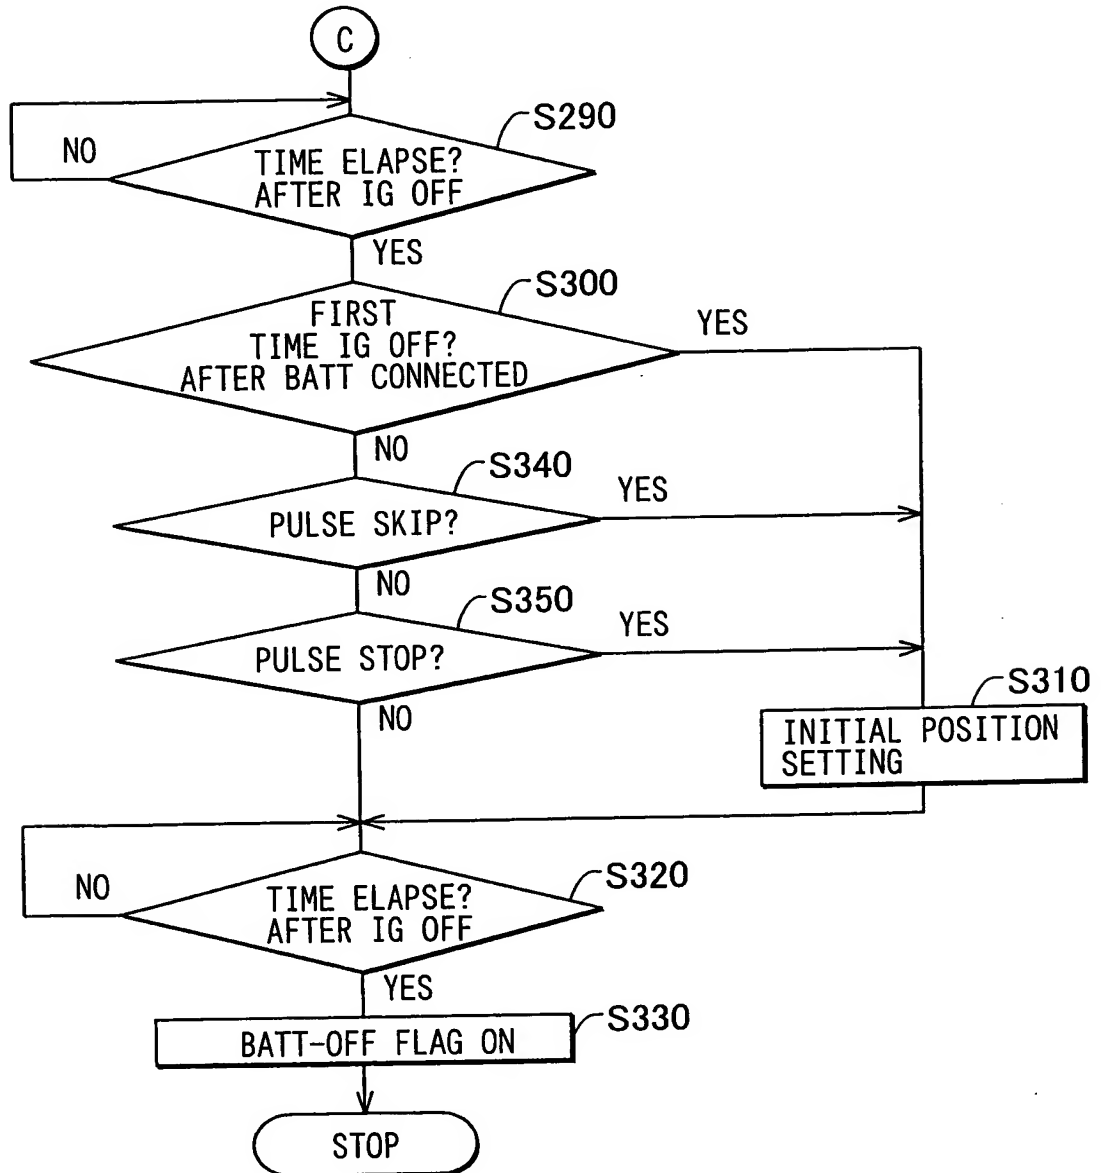 C
S290
NO
TIME ELAPSE?
AFTER IG OFF
YES
S300
FIRST
TIME IG OFF?
AFTER BATT CONNECTED
YES
NO
S340
PULSE SKIP?
YES
NO
S350
PULSE STOP?
YES
NO
S310
INITIAL POSITION
SETTING
NO
TIME ELAPSE?
AFTER IG OFF
S320
YES
BATT-OFF FLAG ON
S330
STOP